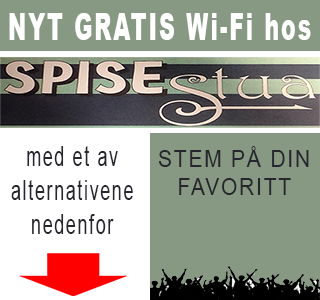 NYT GRATIS Wi-Fi hos
SPISEStua
med et av
alternativene
nedenfor
STEM PÅ DIN
FAVORITT